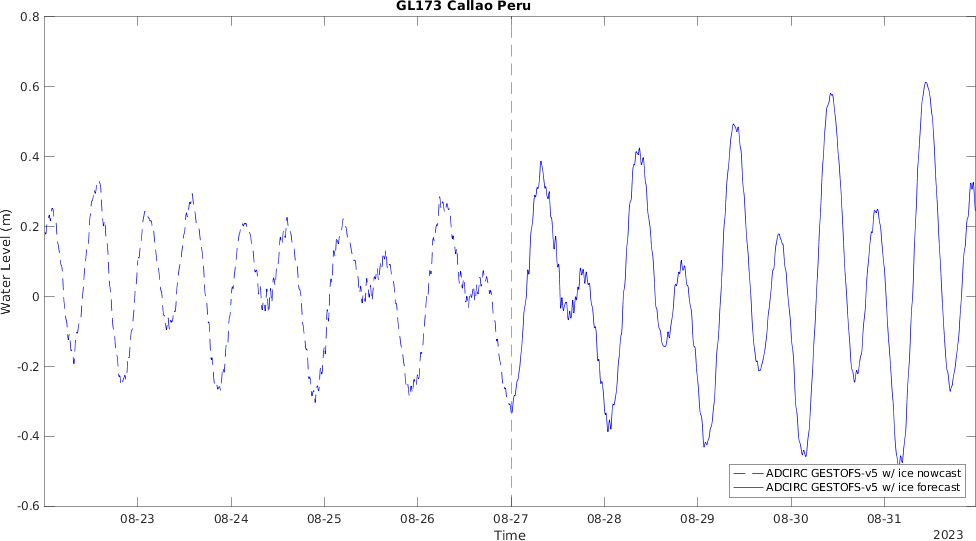 GL173 Callao Peru
0.8
0.6
0.4
0.2
0
-0.2
-0.4
-0.6
Water Level (m)
ADCIRC GESTOFS-v5 w/ ice nowcast
ADCIRC GESTOFS-v5 w/ ice forecast
08-23 08-24 08-25 08-26 08-27 08-28 08-29 08-30 08-31
Time
2023